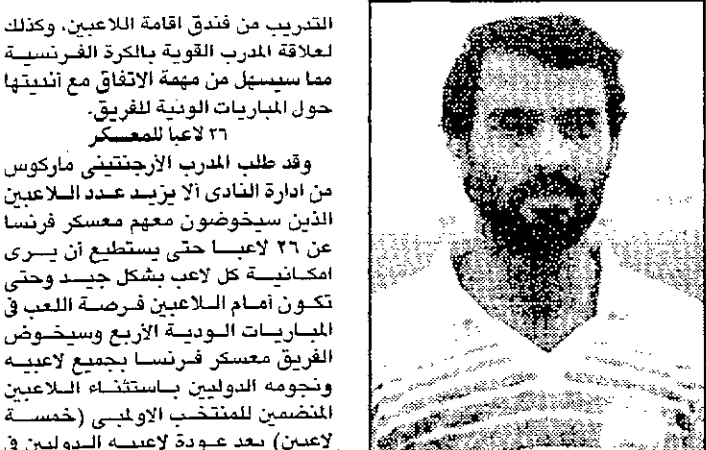 التدريب من فندق اقامة اللاعبين، وكذلك
لعلاقة المدرب القوية بالكرة الفرنسية
مما سيسهل من مهمة الاتفاق مع أنديتها
حول المباريات الودية للفريق.
٢٦ لاعبا للمعسكر
وقد طلب المدرب الأرجنتينى ماركوس
من ادارة النادى ألا يزيد عدد اللاعبين
الذين سيخوضون معهم معسكر فرنسا
عن ٢٦ لاعبا حتى يستطيع أن يرى
امكانية كل لاعب بشكل جيد وحتى
تكون أمام اللاعبين فرصة اللعب في
المباريات الودية الأربع وسيخوض
الفريق معسكر فرنسا بجميع لاعبيه
ونجومه الدوليين باستثناء اللاعبين
المنضمين للمنتخب الاولمبى (خمسة
لاعبين) بعد عودة لاعبيه الدوليين في